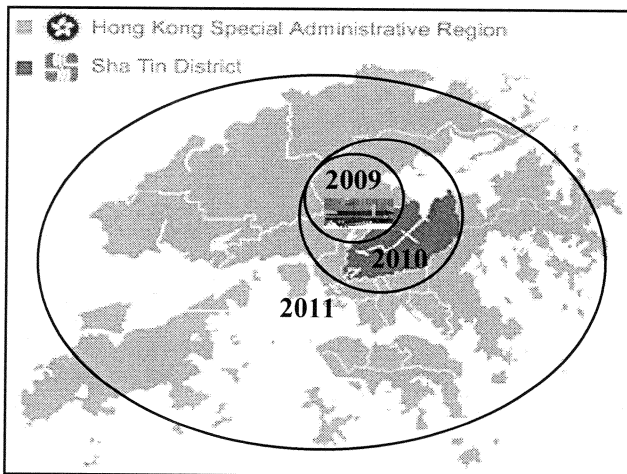 Hong Kong Special Administrative Region
Sha Tin District
2009
2010
2011